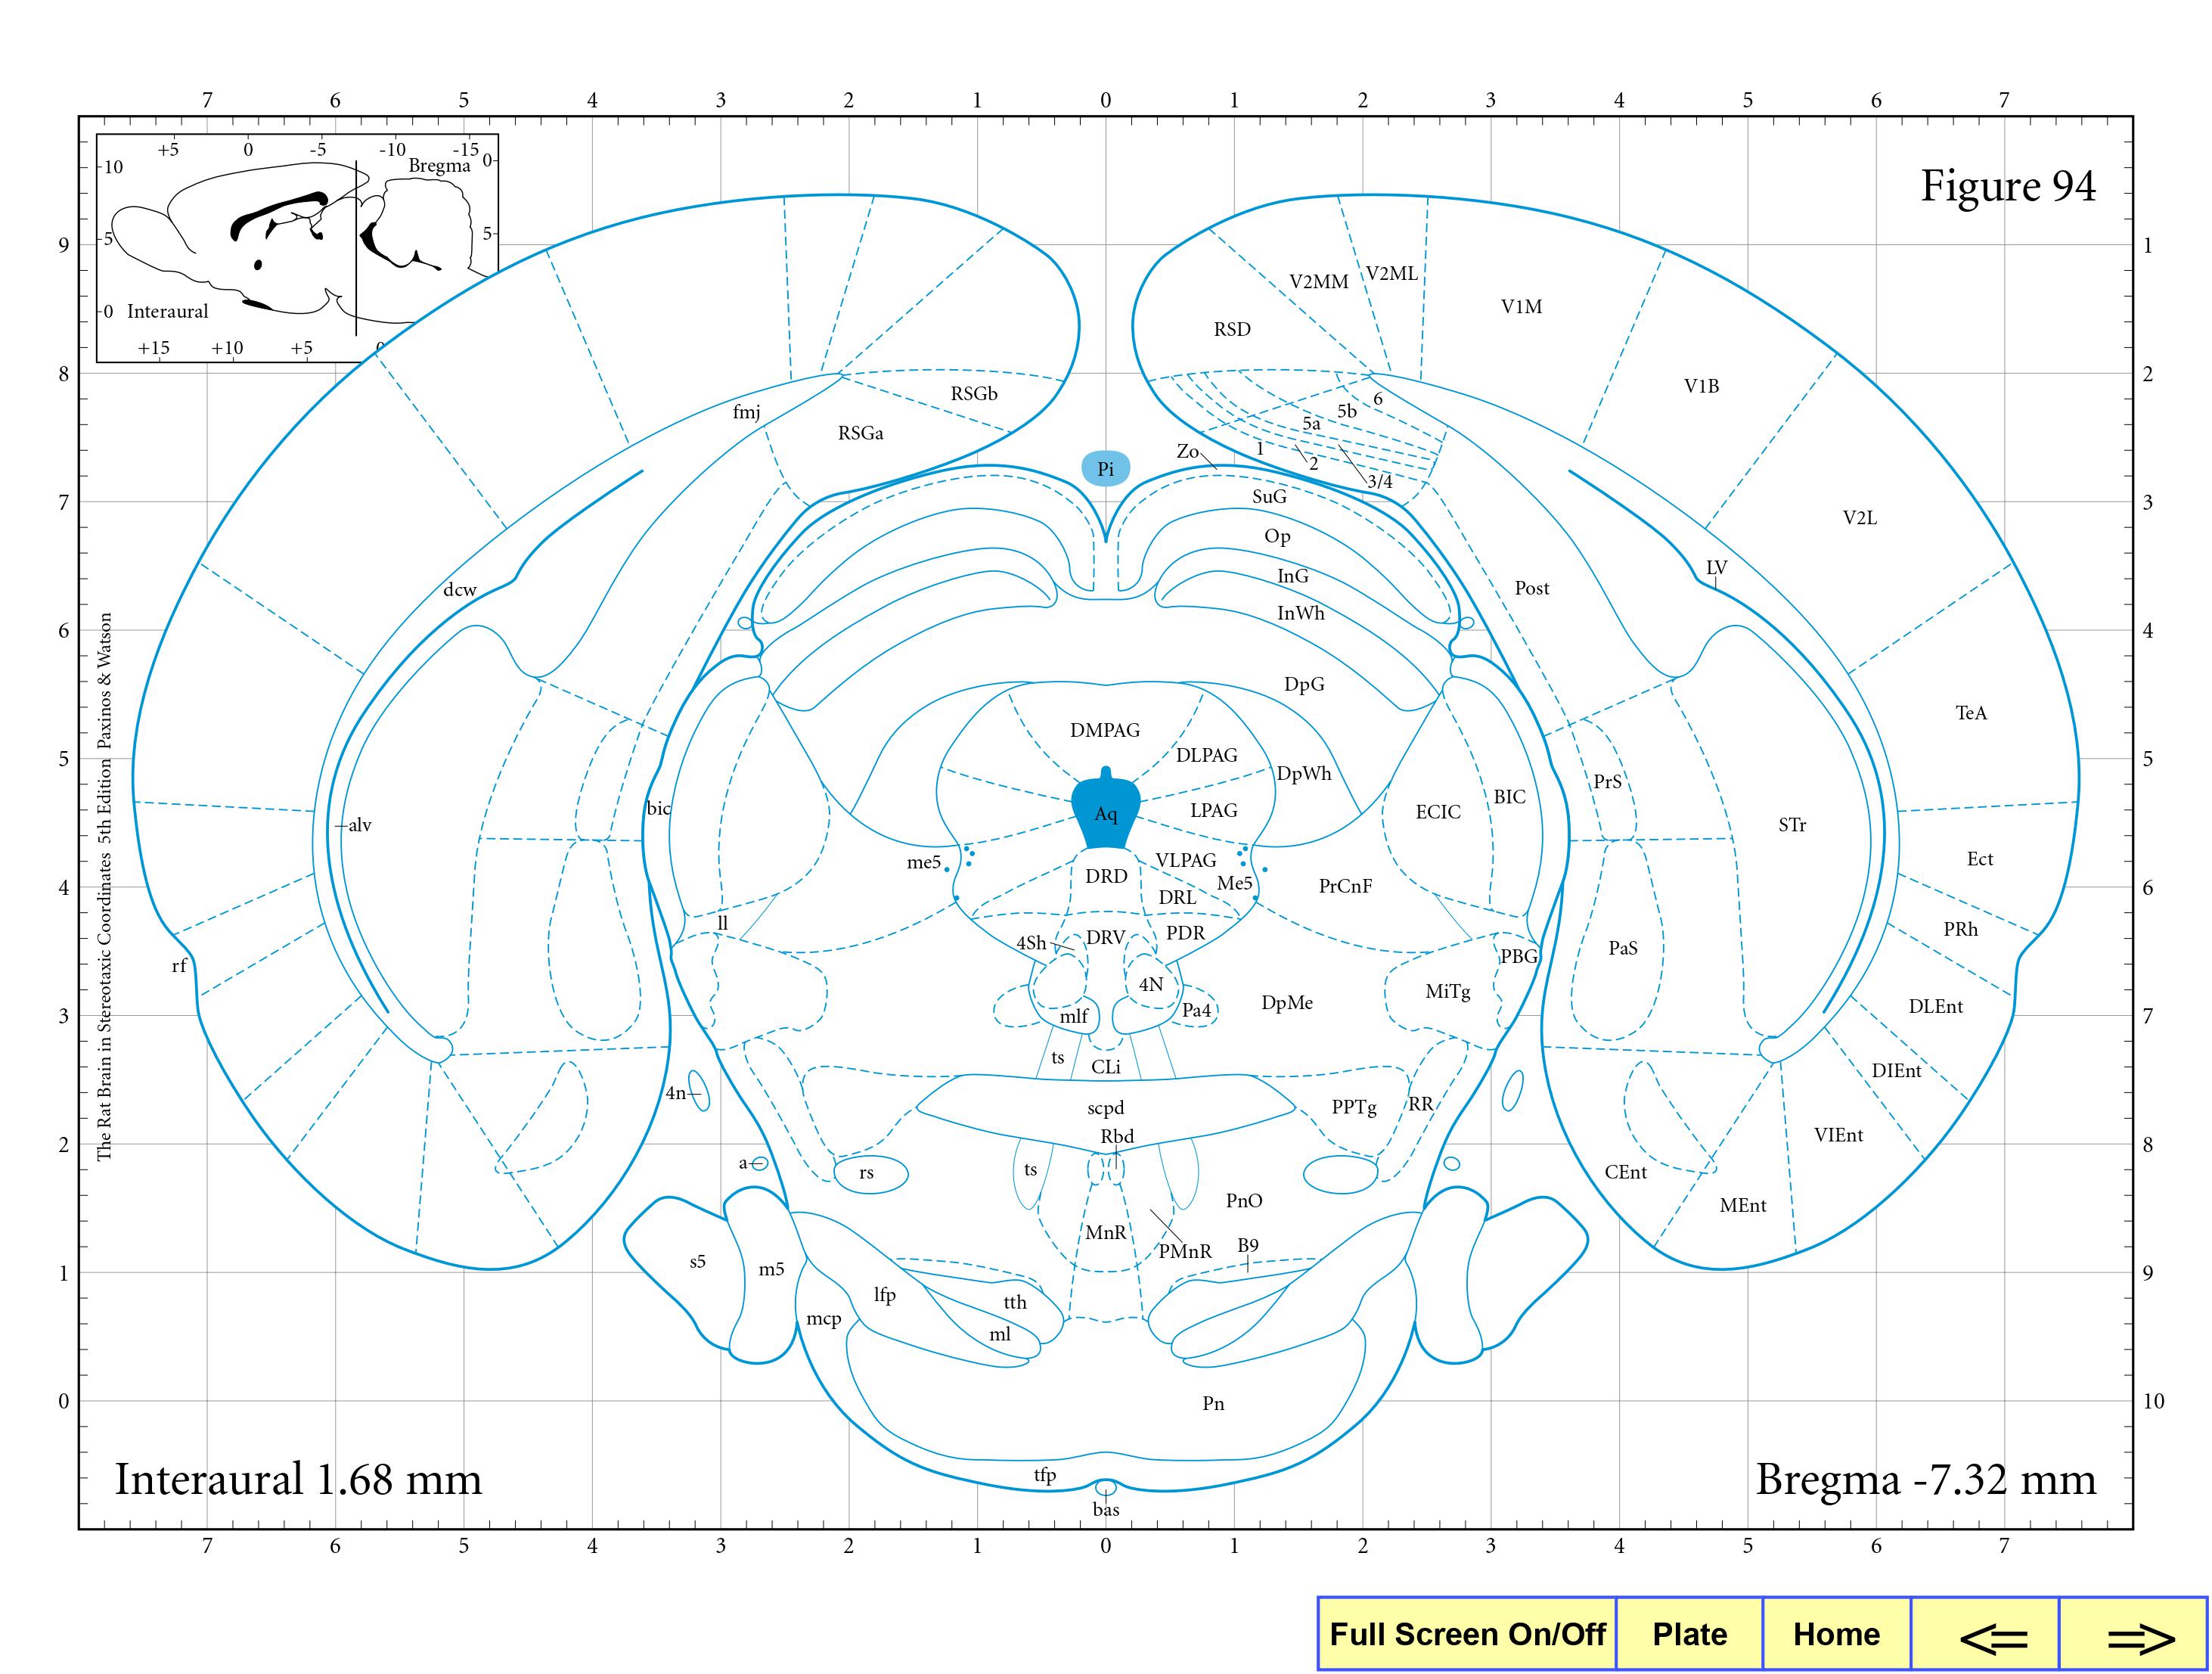 7 6 5 4 3 2 1 0 1 2 3 4 5 6 7
+5 0 -5 -10 -15
Bregma 0
10
5 5
0 Interaural
+15 +10 +5 0
Figure 94
9 1
V2MM V2ML
V1M
RSD
8 2
RSGb
V1B
fmj
6
5b
5a
RSGa
Zo 1
2
Pi
3/4
7 3
SuG
V2L
Op
LV
InG
dcw
Post
InWh
6 4
DpG
TeA
DMPAG
DLPAG
5 5
DpWh
PrS
bic
BIC
Aq LPAG
ECIC
alv
STr
me5
VLPAG
Ect
DRD
Me5
PrCnF
4 6
DRL
ll
PRh
4Sh DRV PDR
PaS
rf
PBG
4N
MiTg
DpMe
DLEnt
mlf Pa4
3 7
ts
CLi
DIEnt
4n
scpd
PPTg RR
Rbd
2 8
VIEnt
a
rs ts
CEnt
PnO
MEnt
MnR
PMnR B9
s5 m5
1 9
lfp
tth
mcp
ml
0 10
Pn
tfp
bas
The Rat Brain in Stereotaxic Coordinates 5th Edition Paxinos & Watson
Interaural 1.68 mm
Bregma -7.32 mm
7 6 5 4 3 2 1 0 1 2 3 4 5 6 7
Full Screen On/Off Plate Home <= =>